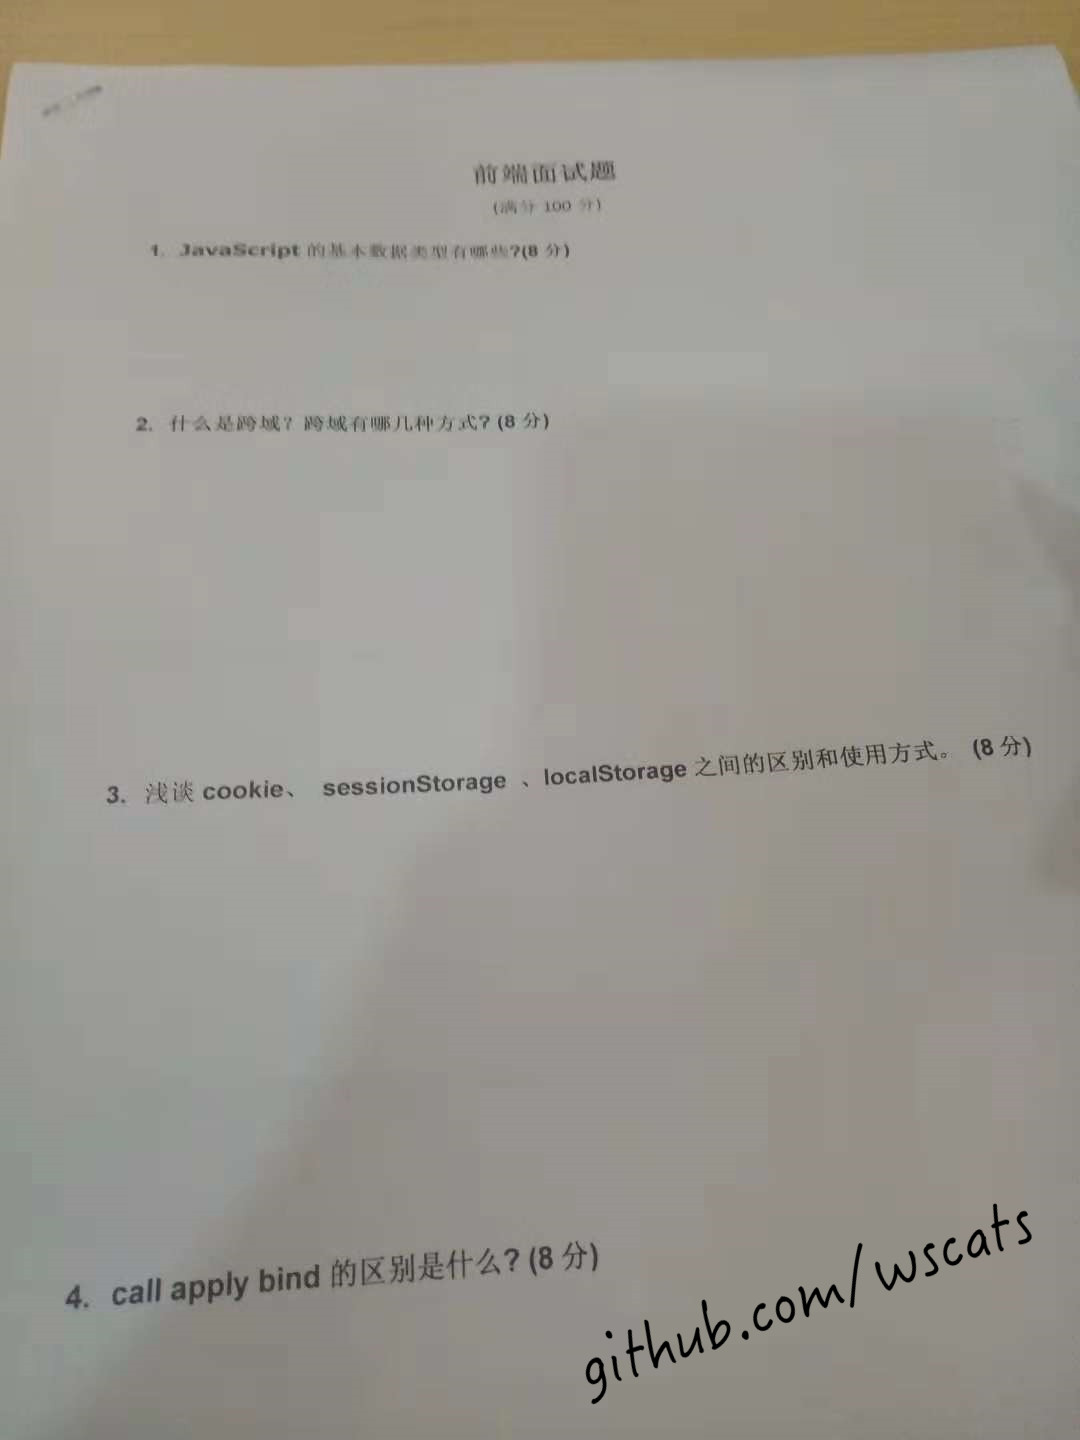 前端面试题
(满分 100 分)
1. JavaScript 的基本数据类型有哪些?(8 分)
2. 什么是跨域? 跨域有哪几种方式? (8 分)
3. 浅谈 cookie、 sessionStorage 、localStorage 之间的区别和使用方式。 (8 分)
4. call apply bind 的区别是什么? (8 分)
github.com/wscats